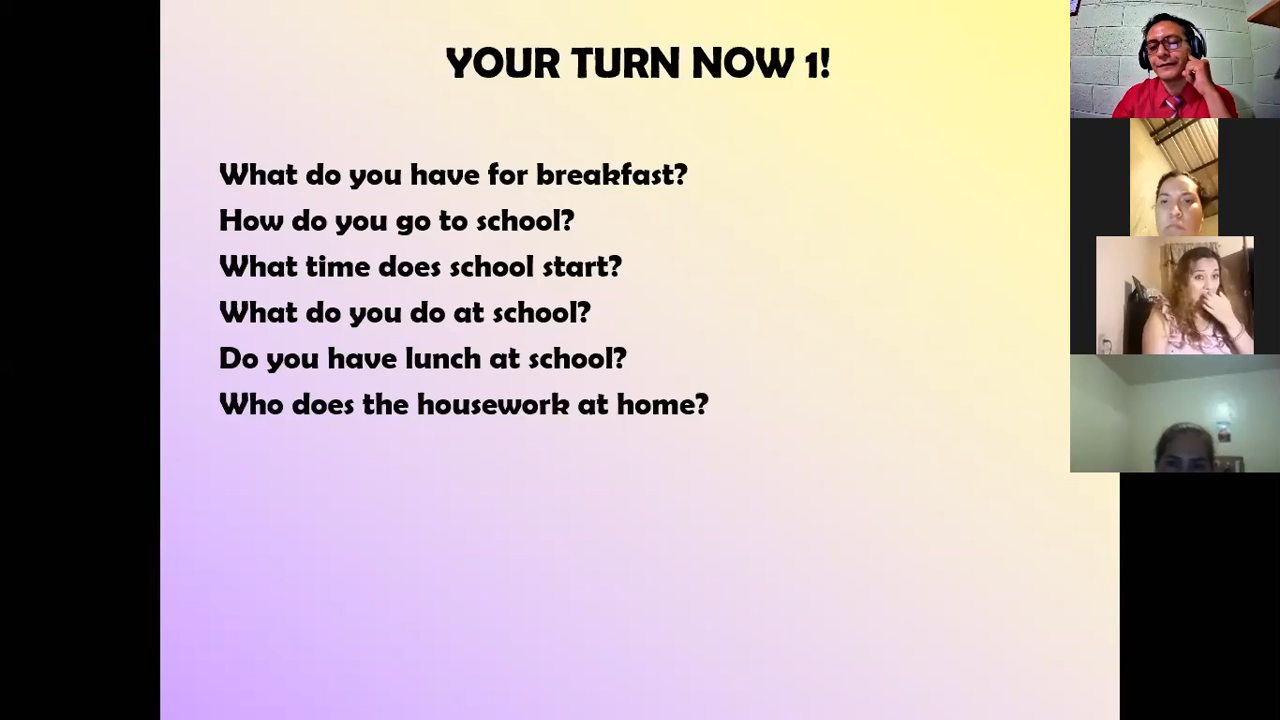 YOUR TURN NOW 1!
What do you have for breakfast?
How do you go to school?
What time does school start?
What do you do at school?
Do you have lunch at school?
Who does the housework at home?